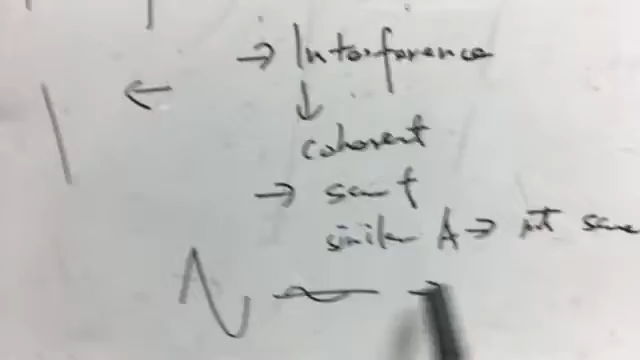 → Interference
↓
coherent
→ same f
similar A → not same